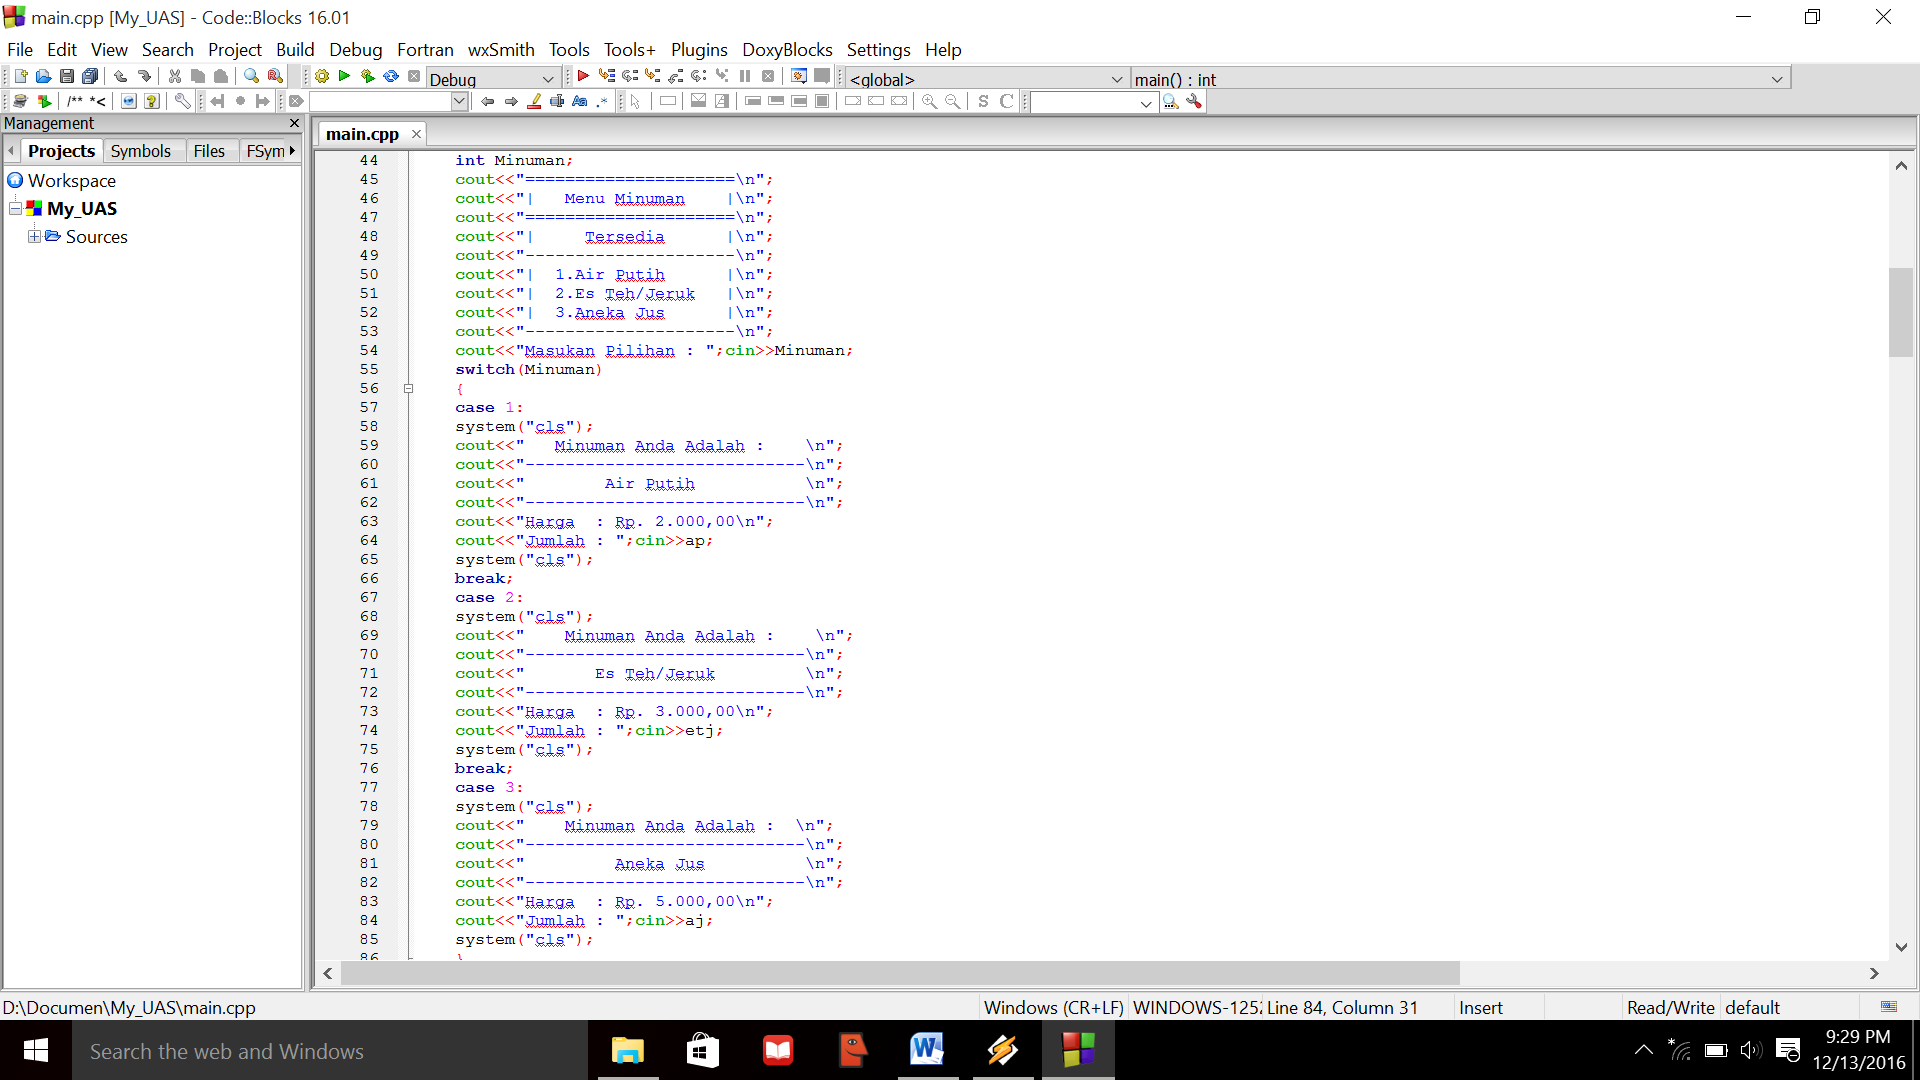 main.cpp [My_UAS] - Code::Blocks 16.01
File Edit View Search Project Build Debug Fortran wxSmith Tools Tools+ Plugins DoxyBlocks Settings Help
Debug <global> main() : int
/** *< Aa .* S C
Management
main.cpp
Projects Symbols Files FSym
Workspace
My_UAS
Sources
44 int Minuman;
45 cout<<"=====================\n";
46 cout<<"|   Menu Minuman    |\n";
47 cout<<"=====================\n";
48 cout<<"|     Tersedia      |\n";
49 cout<<"---------------------\n";
50 cout<<"|  1.Air Putih      |\n";
51 cout<<"|  2.Es Teh/Jeruk   |\n";
52 cout<<"|  3.Aneka Jus      |\n";
53 cout<<"---------------------\n";
54 cout<<"Masukan Pilihan : ";cin>>Minuman;
55 switch(Minuman)
56 {
57 case 1:
58 system("cls");
59 cout<<"   Minuman Anda Adalah :    \n";
60 cout<<"----------------------------\n";
61 cout<<"        Air Putih           \n";
62 cout<<"----------------------------\n";
63 cout<<"Harga  : Rp. 2.000,00\n";
64 cout<<"Jumlah : ";cin>>ap;
65 system("cls");
66 break;
67 case 2:
68 system("cls");
69 cout<<"    Minuman Anda Adalah :    \n";
70 cout<<"----------------------------\n";
71 cout<<"       Es Teh/Jeruk         \n";
72 cout<<"----------------------------\n";
73 cout<<"Harga  : Rp. 3.000,00\n";
74 cout<<"Jumlah : ";cin>>etj;
75 system("cls");
76 break;
77 case 3:
78 system("cls");
79 cout<<"    Minuman Anda Adalah :  \n";
80 cout<<"----------------------------\n";
81 cout<<"         Aneka Jus          \n";
82 cout<<"----------------------------\n";
83 cout<<"Harga  : Rp. 5.000,00\n";
84 cout<<"Jumlah : ";cin>>aj;
85 system("cls");
86 }
D:\Documen\My_UAS\main.cpp Windows (CR+LF) WINDOWS-1252 Line 84, Column 31 Insert Read/Write default
Search the web and Windows
9:29 PM
12/13/2016